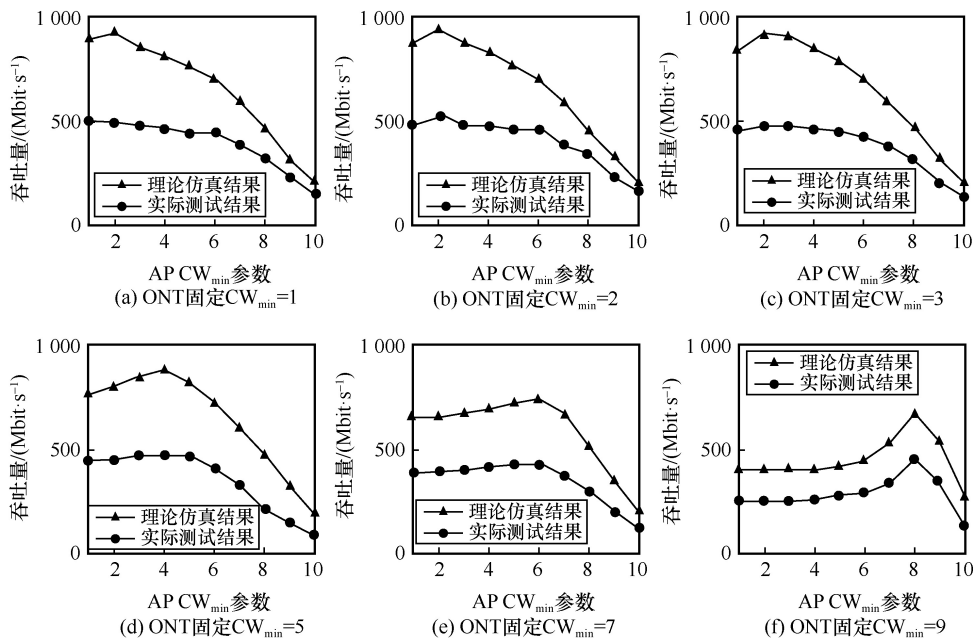 1 000
500
0
吞吐量/(Mbit·s⁻¹)
理论仿真结果
实际测试结果
2 4 6 8 10
AP CWmin参数
(a) ONT固定CWmin=1
1 000
500
0
吞吐量/(Mbit·s⁻¹)
理论仿真结果
实际测试结果
2 4 6 8 10
AP CWmin参数
(b) ONT固定CWmin=2
1 000
500
0
吞吐量/(Mbit·s⁻¹)
理论仿真结果
实际测试结果
2 4 6 8 10
AP CWmin参数
(c) ONT固定CWmin=3
1 000
500
0
吞吐量/(Mbit·s⁻¹)
理论仿真结果
实际测试结果
2 4 6 8 10
AP CWmin参数
(d) ONT固定CWmin=5
1 000
500
0
吞吐量/(Mbit·s⁻¹)
理论仿真结果
实际测试结果
2 4 6 8 10
AP CWmin参数
(e) ONT固定CWmin=7
1 000
500
0
吞吐量/(Mbit·s⁻¹)
理论仿真结果
实际测试结果
2 4 6 8 10
AP CWmin参数
(f) ONT固定CWmin=9